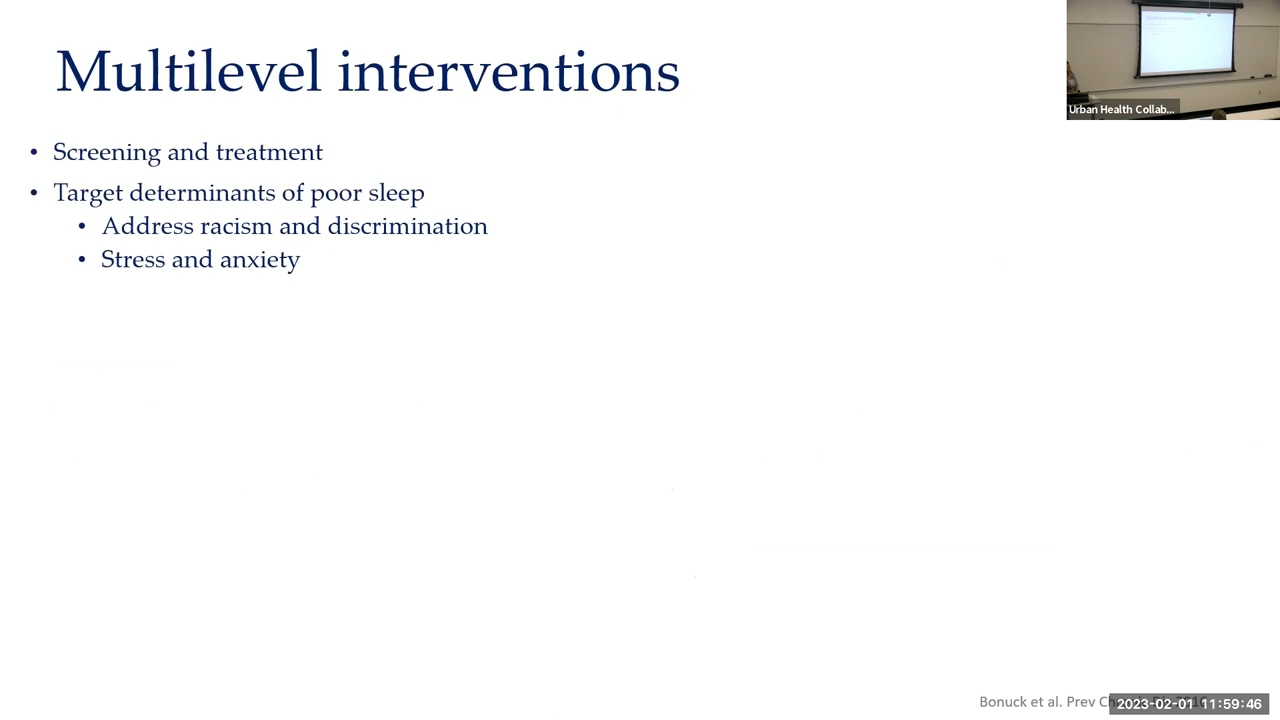 Multilevel interventions
Urban Health Collab...
• Screening and treatment
• Target determinants of poor sleep
• Address racism and discrimination
• Stress and anxiety
Bonuck et al. Prev
2023-02-01 11:59:46